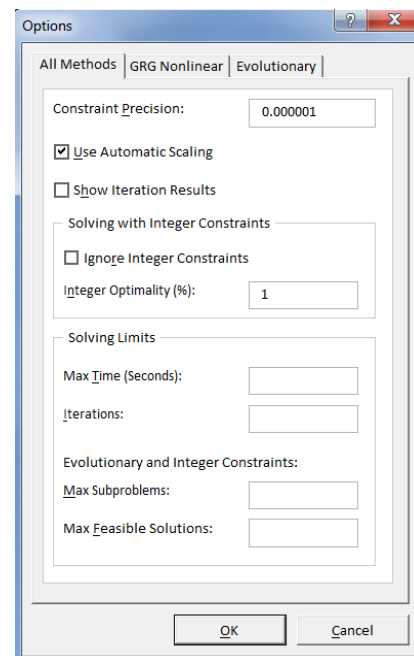 Options
All Methods GRG Nonlinear Evolutionary
Constraint Precision: 0.000001
Use Automatic Scaling
Show Iteration Results
Solving with Integer Constraints
Ignore Integer Constraints
Integer Optimality (%): 1
Solving Limits
Max Time (Seconds):
Iterations:
Evolutionary and Integer Constraints:
Max Subproblems:
Max Feasible Solutions:
OK Cancel